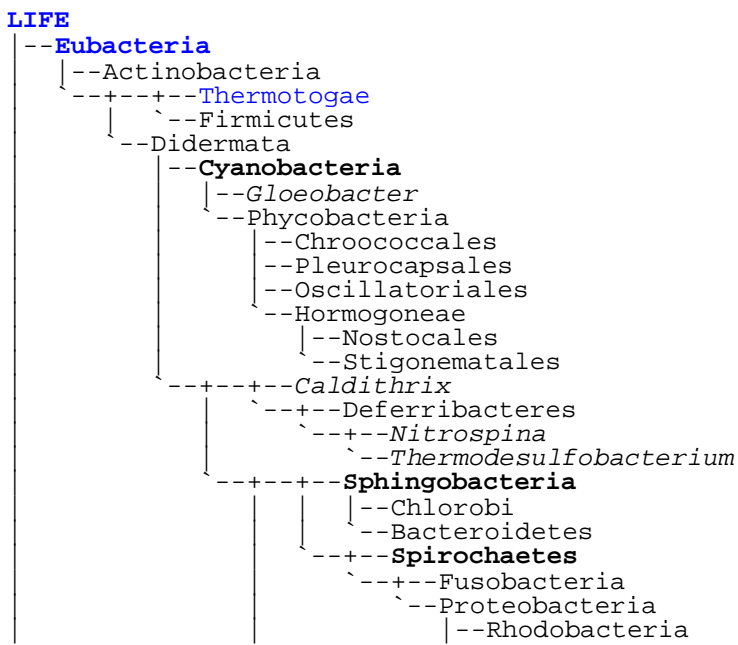 LIFE
|--Eubacteria
|  |--Actinobacteria
|  `--+--+--Thermotogae
|     |  `--Firmicutes
|     `--Didermata
|        |--Cyanobacteria
|        |  |--Gloeobacter
|        |  `--Phycobacteria
|        |     |--Chroococcales
|        |     |--Pleurocapsales
|        |     |--Oscillatoriales
|        |     `--Hormogoneae
|        |        |--Nostocales
|        |        `--Stigonematales
|        `--+--+--Caldithrix
|           |  `--+--Deferribacteres
|           |     `--+--Nitrospina
|           |        `--Thermodesulfobacterium
|           `--+--+--Sphingobacteria
|              |  |  |--Chlorobi
|              |  |  `--Bacteroidetes
|              |  `--+--Spirochaetes
|              |     `--+--Fusobacteria
|              |        `--Proteobacteria
|              |           |--Rhodobacteria